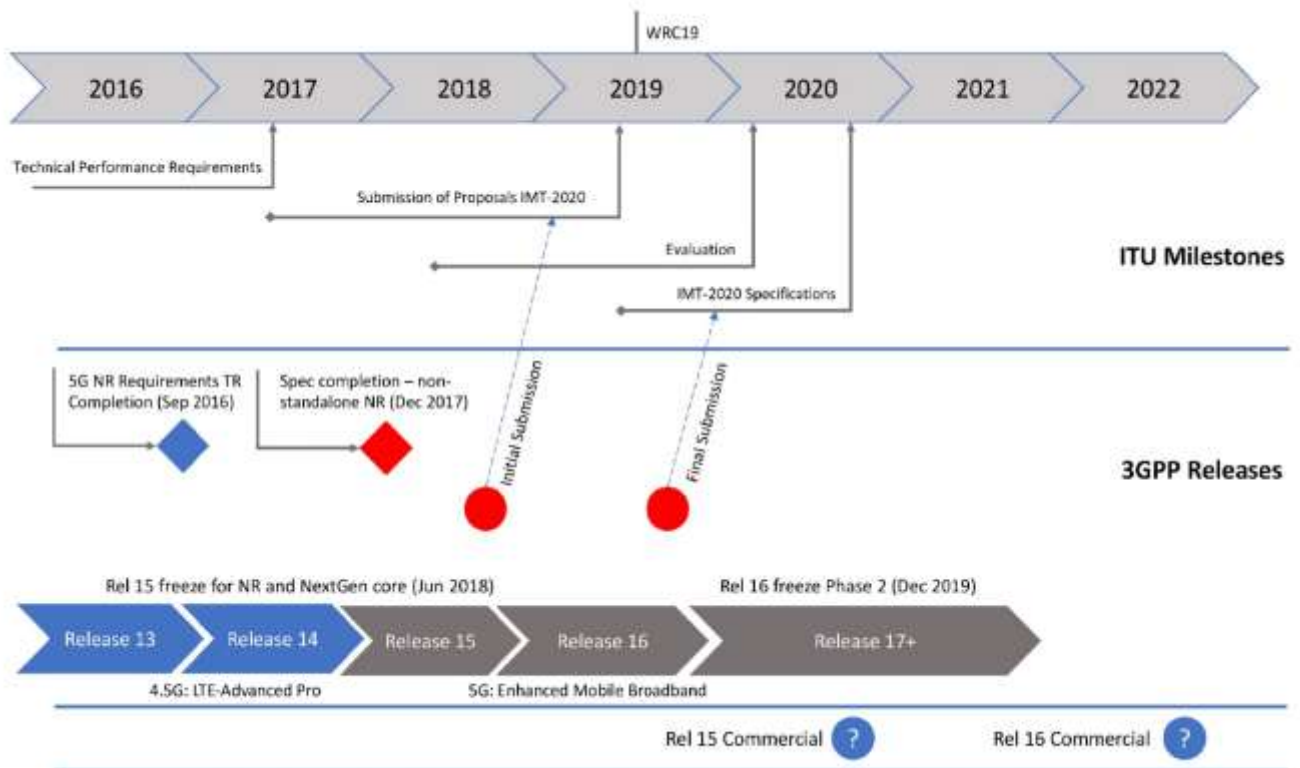 WRC19
2016
2017
2018
2019
2020
2021
2022
Technical Performance Requirements
Submission of Proposals IMT-2020
Evaluation
IMT-2020 Specifications
ITU Milestones
5G NR Requirements TR
Completion (Sep 2016)
Spec completion – non-
standalone NR (Dec 2017)
Initial Submission
Final Submission
3GPP Releases
Rel 15 freeze for NR and NextGen core (Jun 2018)
Rel 16 freeze Phase 2 (Dec 2019)
Release 13
Release 14
Release 15
Release 16
Release 17+
4.5G: LTE-Advanced Pro
5G: Enhanced Mobile Broadband
Rel 15 Commercial ?
Rel 16 Commercial ?